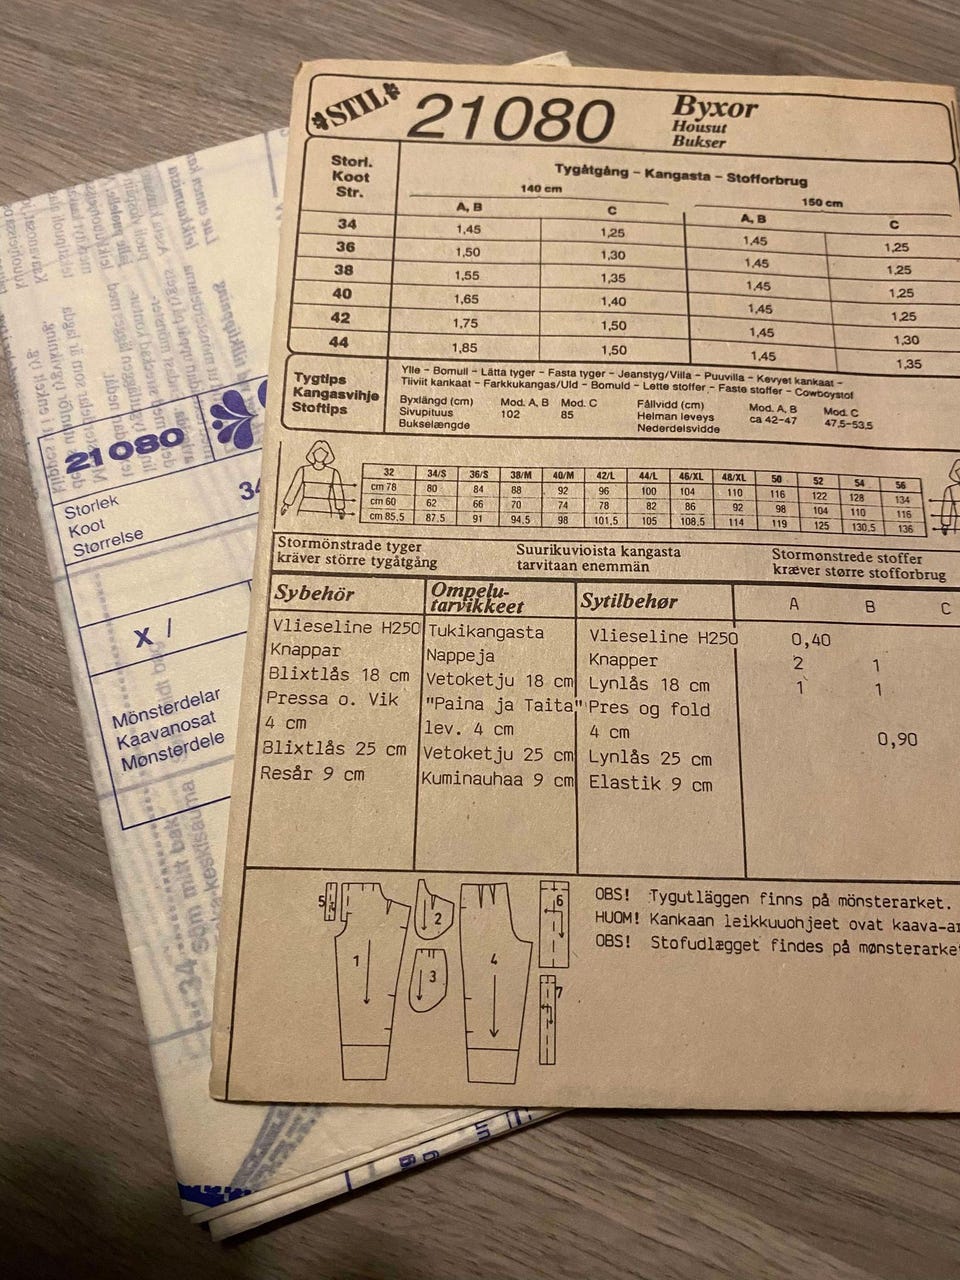 STIL
21080
Byxor
Housut
Bukser
Storl.
Koot
Str.
Tygåtgång – Kangasta – Stofforbrug
140 cm 150 cm
A, B C A, B C
34 1,45 1,25 1,45 1,25
36 1,50 1,30 1,45 1,25
38 1,55 1,35 1,45 1,25
40 1,65 1,40 1,45 1,25
42 1,75 1,50 1,45 1,30
44 1,85 1,50 1,45 1,35
Tygtips
Kangasvihje
Stoftips
Ylle – Bomull – Lätta tyger – Fasta tyger – Jeanstyg/Villa – Puuvilla – Kevyet kankaat –
Tiiviit kankaat – Farkkukangas/Uld – Bomuld – Lette stoffer – Faste stoffer – Cowboystof
Byxlängd (cm) Mod. A, B Mod. C Fållvidd (cm) Mod. A, B Mod. C
Sivupituus 102 85 Helman leveys ca 42-47 47,5-53,5
Bukselængde Nederdelsvidde
32 34/S 36/S 38/M 40/M 42/L 44/L 46/XL 48/XL 50 52 54 56
cm 78 80 84 88 92 96 100 104 110 116 122 128 134
cm 60 62 66 70 74 78 82 86 92 98 104 110 116
cm 85,5 87,5 91 94,5 98 101,5 105 108,5 114 119 125 130,5 136
Stormönstrade tyger
kräver större tygåtgång
Suurikuvioista kangasta
tarvitaan enemmän
Stormønstrede stoffer
kræver større stofforbrug
Sybehör
Ompelu-
tarvikkeet
Sytilbehør
A B C
Vlieseline H250 Tukikangasta Vlieseline H250 0,40
Knappar Nappeja Knapper 2 1
Blixtlås 18 cm Vetoketju 18 cm Lynlås 18 cm 1 1
Pressa o. Vik "Paina ja Taita" Pres og fold
4 cm lev. 4 cm 4 cm 0,90
Blixtlås 25 cm Vetoketju 25 cm Lynlås 25 cm
Resår 9 cm Kuminauhaa 9 cm Elastik 9 cm
5
1
2
3
4
6
7
OBS! Tygutläggen finns på mönsterarket.
HUOM! Kankaan leikkuuohjeet ovat kaava-a
OBS! Stofudlægget findes på mønsterarke
21080
Storlek
Koot
Størrelse
34
X /
Mönsterdelar
Kaavanosat
Mønsterdele